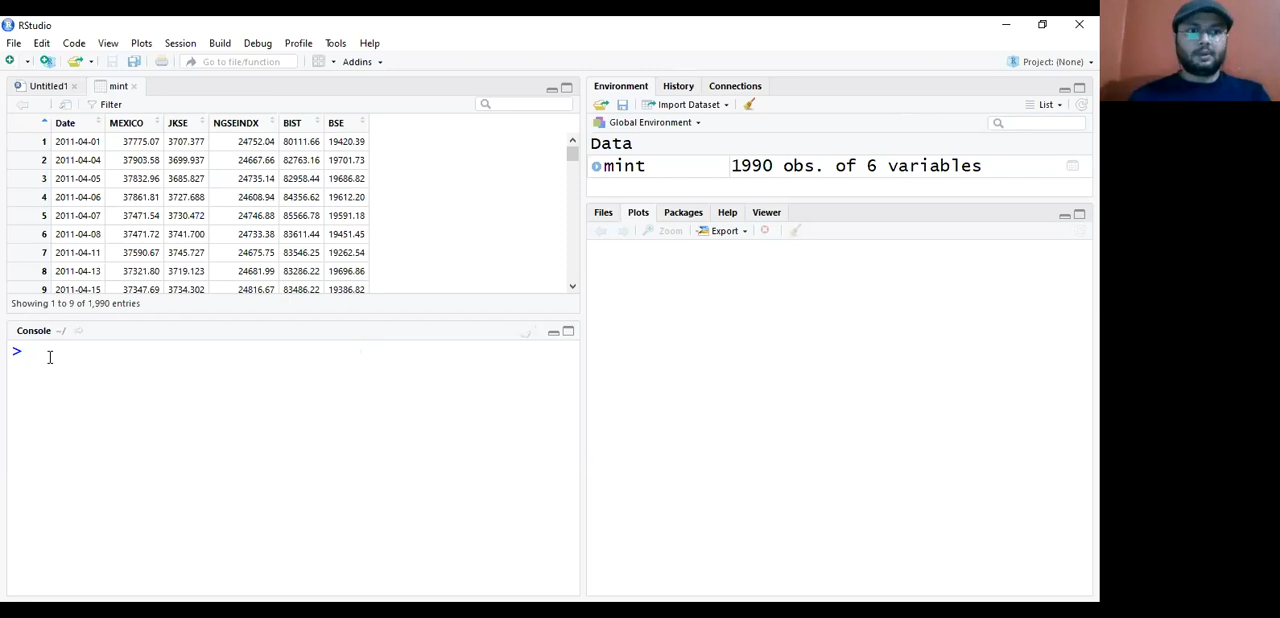 RStudio
File Edit Code View Plots Session Build Debug Profile Tools Help
Go to file/function Addins Project: (None)
Untitled1 mint
Filter
Date MEXICO JKSE NGSEINDX BIST BSE
1 2011-04-01 37775.07 3707.377 24752.04 80111.66 19420.39
2 2011-04-04 37903.58 3699.937 24667.66 82763.16 19701.73
3 2011-04-05 37832.96 3685.827 24735.14 82958.44 19686.82
4 2011-04-06 37861.81 3727.688 24608.94 84356.62 19612.20
5 2011-04-07 37471.54 3730.472 24746.88 85566.78 19591.18
6 2011-04-08 37471.72 3741.700 24733.38 83611.44 19451.45
7 2011-04-11 37590.67 3745.727 24675.75 83546.25 19262.54
8 2011-04-13 37321.80 3719.123 24681.99 83286.22 19696.86
9 2011-04-15 37347.69 3734.302 24816.67 83486.22 19386.82
Showing 1 to 9 of 1,990 entries
Console ~/
>
Environment History Connections
Import Dataset List
Global Environment
Data
mint 1990 obs. of 6 variables
Files Plots Packages Help Viewer
Zoom Export